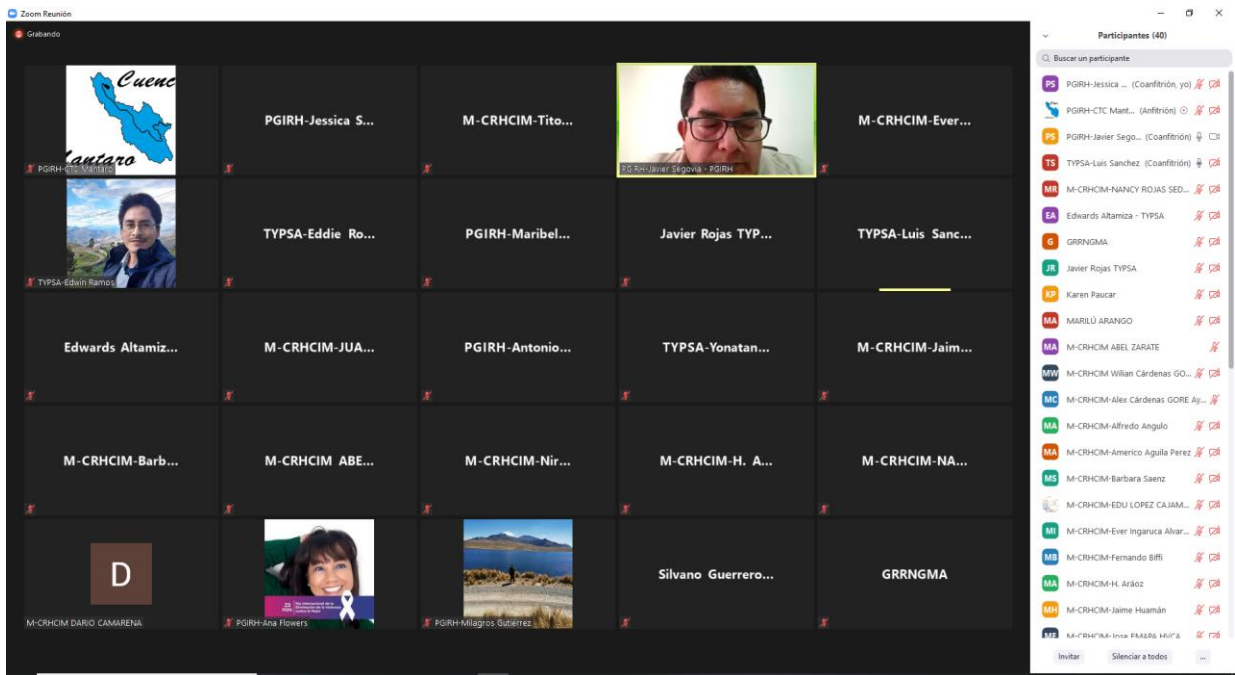 Zoom Reunión
Grabando
Cuenc
antaro
PGIRH-CTC Mantaro
PGIRH-Jessica S...
M-CRHCIM-Tito...
PGIRH-Javier Segovia - PGIRH
M-CRHCIM-Ever...
TYPSA-Edwin Ramos
TYPSA-Eddie Ro...
PGIRH-Maribel...
Javier Rojas TYP...
TYPSA-Luis Sanc...
Edwards Altamiz...
M-CRHCIM-JUA...
PGIRH-Antonio...
TYPSA-Yonatan...
M-CRHCIM-Jaim...
M-CRHCIM-Barb...
M-CRHCIM ABE...
M-CRHCIM-Nir...
M-CRHCIM-H. A...
M-CRHCIM-NA...
D
M-CRHCIM DARIO CAMARENA
PGIRH-Ana Flowers
PGIRH-Milagros Gutierrez
Silvano Guerrero...
GRRNGMA
Participantes (40)
Buscar un participante
PS PGIRH-Jessica ... (Coanfitrión, yo)
PGIRH-CTC Mant... (Anfitrión)
PS PGIRH-Javier Sego... (Coanfitrión)
TS TYPSA-Luis Sanchez (Coanfitrión)
MR M-CRHCIM-NANCY ROJAS SED...
EA Edwards Altamiza - TYPSA
G GRRNGMA
JR Javier Rojas TYPSA
KP Karen Paucar
MA MARILÚ ARANGO
MA M-CRHCIM ABEL ZARATE
MW M-CRHCIM Wilian Cárdenas GO...
MC M-CRHCIM-Alex Cárdenas GORE Ay...
MA M-CRHCIM-Alfredo Angulo
MA M-CRHCIM-Americo Aguila Perez
MS M-CRHCIM-Barbara Saenz
M-CRHCIM-EDU LOPEZ CAJAM...
MI M-CRHCIM-Ever Ingaruca Alvar...
MB M-CRHCIM-Fernando Biffi
MA M-CRHCIM-H. Aráoz
MH M-CRHCIM-Jaime Huamán
ME M-CRHCIM-Jose EMAPA HVCA
Invitar Silenciar a todos ...